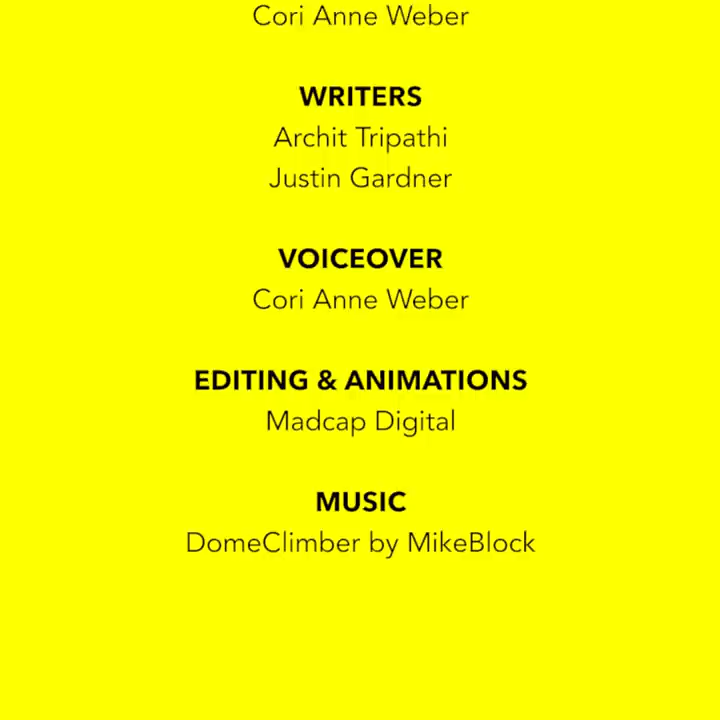 Cori Anne Weber
WRITERS
Archit Tripathi
Justin Gardner
VOICEOVER
Cori Anne Weber
EDITING & ANIMATIONS
Madcap Digital
MUSIC
DomeClimber by MikeBlock